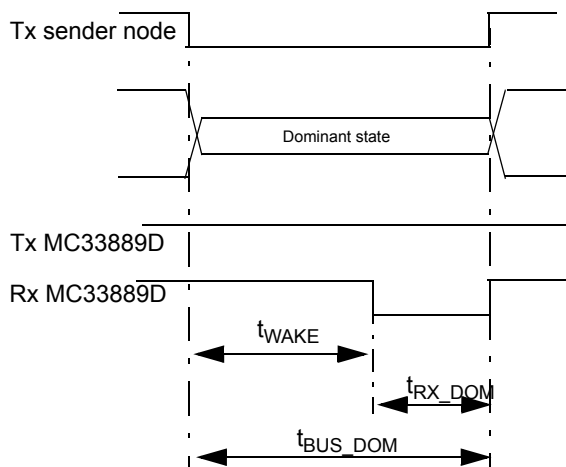 Tx sender node
Dominant state
Tx MC33889D
Rx MC33889D
tWAKE
tRX_DOM
tBUS_DOM